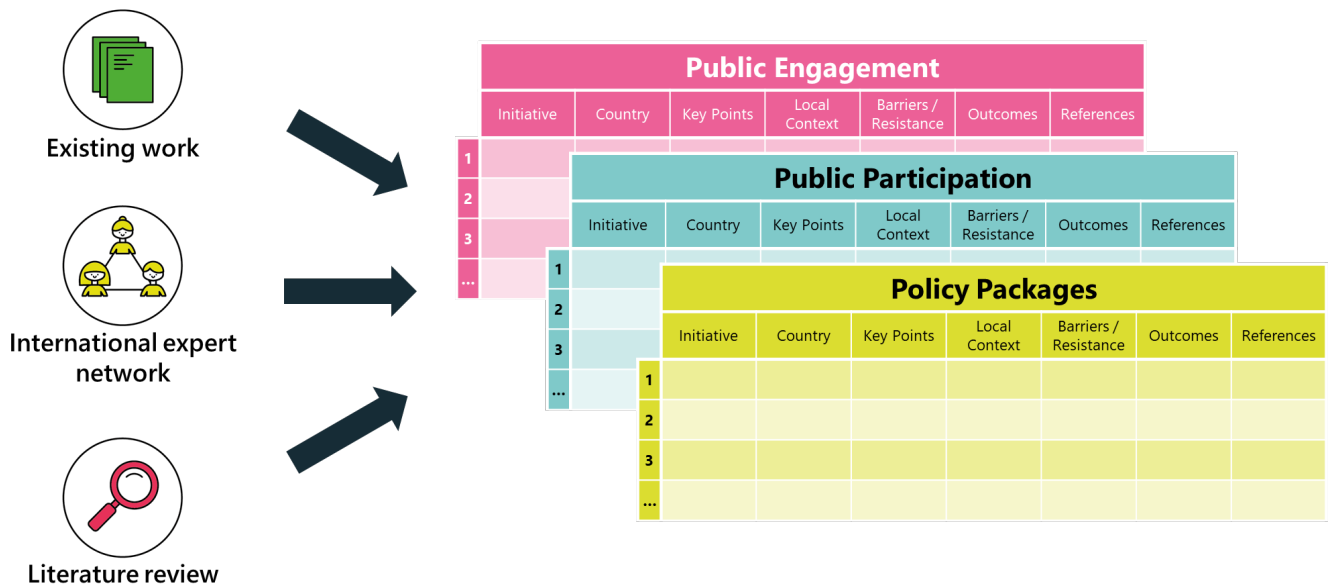 Existing work
International expert
network
Literature review
Public Engagement
Initiative Country Key Points Local Context Barriers / Resistance Outcomes References
1
2
3
...
Public Participation
Initiative Country Key Points Local Context Barriers / Resistance Outcomes References
1
2
3
...
Policy Packages
Initiative Country Key Points Local Context Barriers / Resistance Outcomes References
1
2
3
...